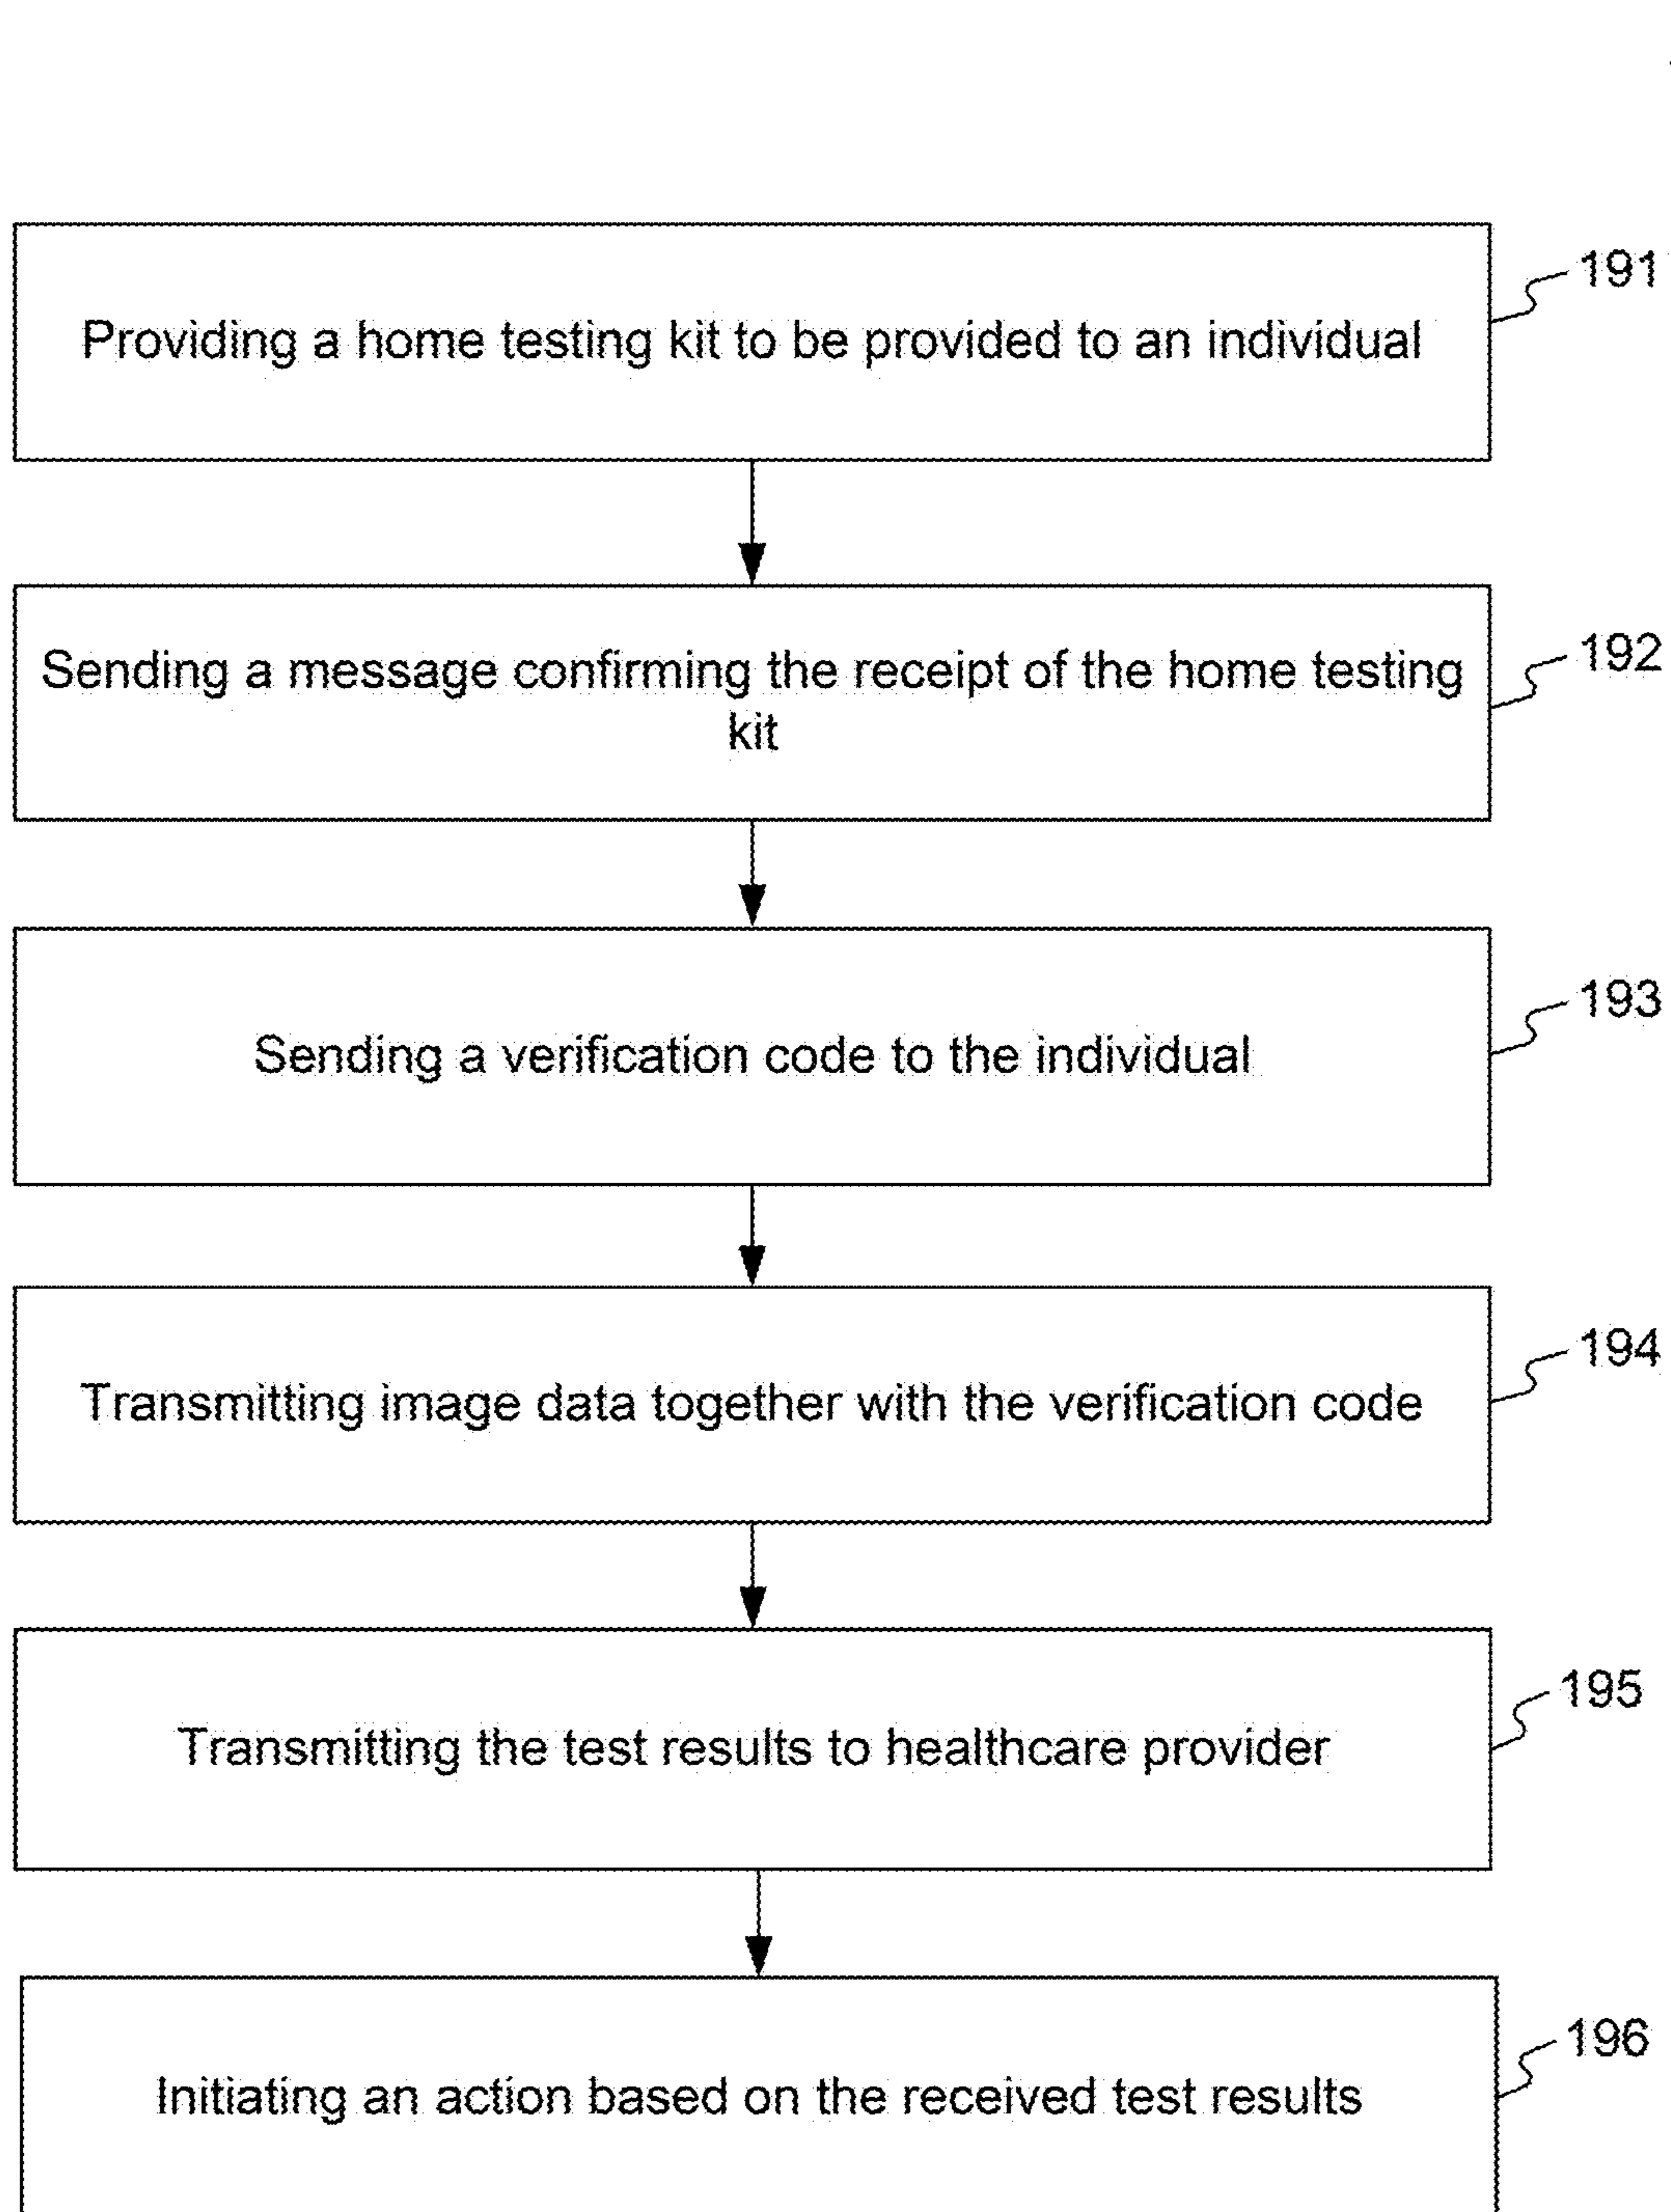 Providing a home testing kit to be provided to an individual
191
Sending a message confirming the receipt of the home testing
kit
192
Sending a verification code to the individual
193
Transmitting image data together with the verification code
194
Transmitting the test results to healthcare provider
195
Initiating an action based on the received test results
196